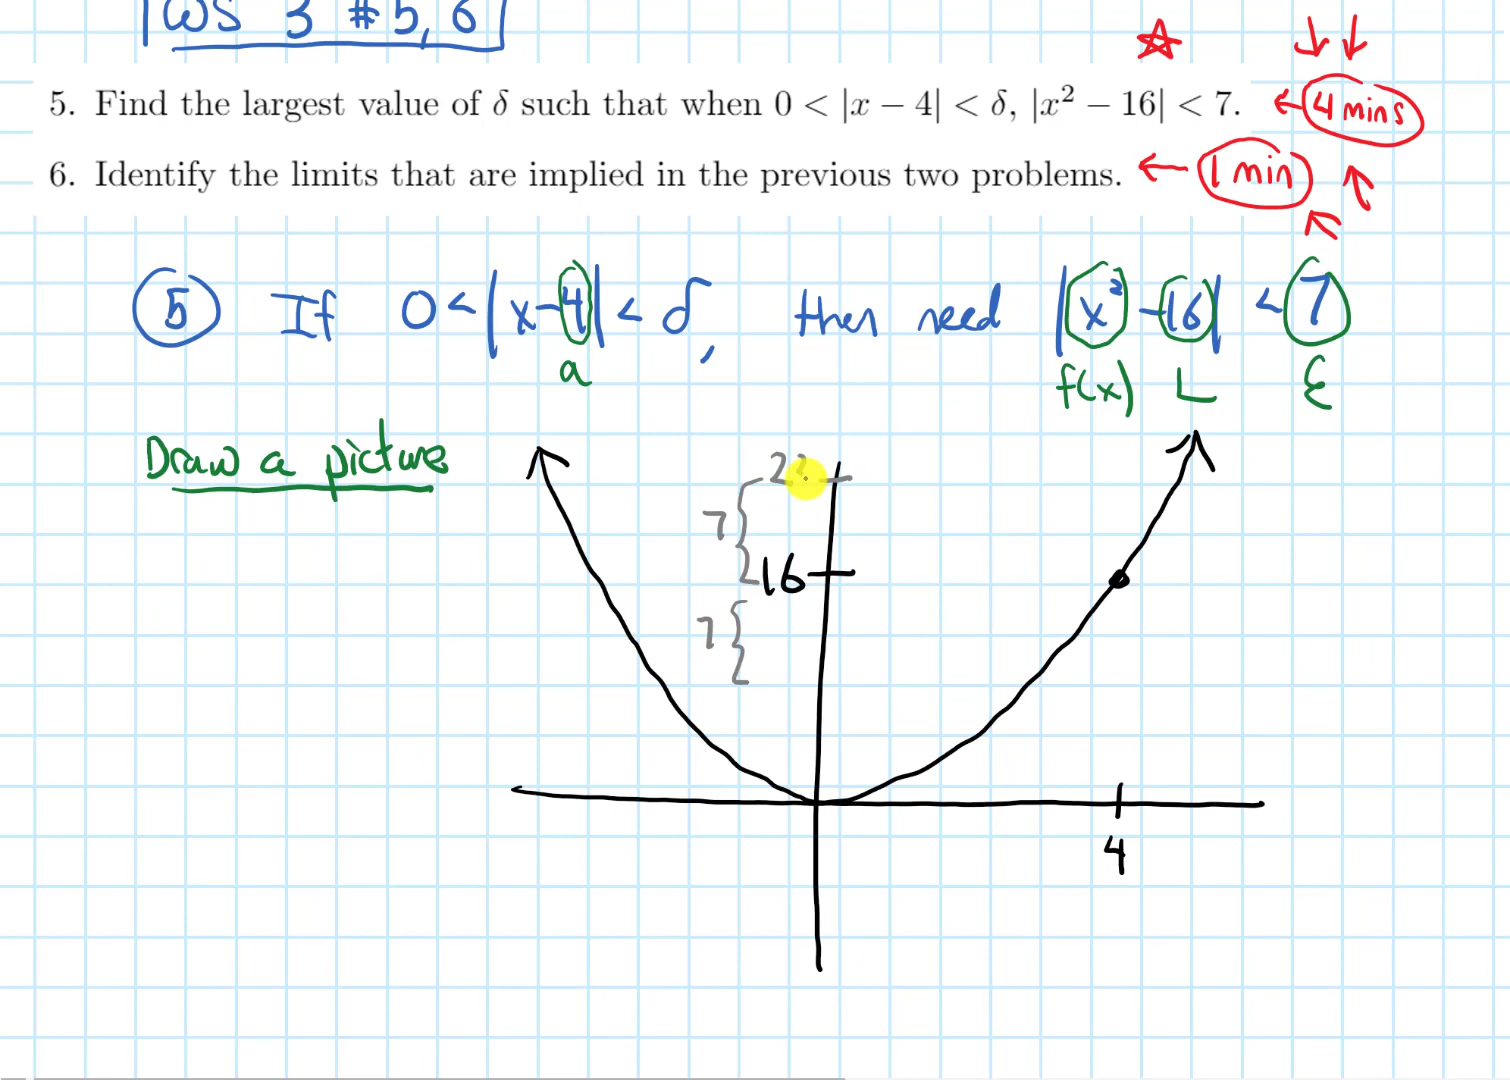 WS 3 #5, 6
5. Find the largest value of δ such that when 0 < |x − 4| < δ, |x² − 16| < 7. ← 4 mins
6. Identify the limits that are implied in the previous two problems. ← 1 min
5 If 0 < |x − 4| < δ, then need |x² − 16| < 7
a f(x) L ε
Draw a picture
7
16
7
4